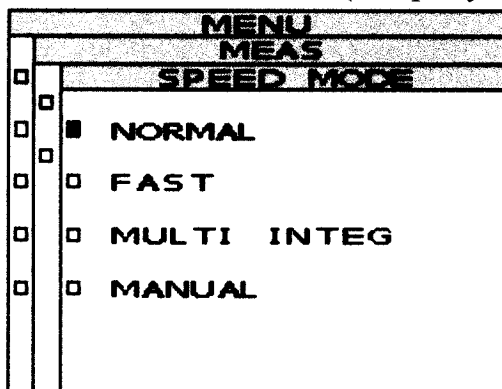 MENU
MEAS
SPEED MODE
NORMAL
FAST
MULTI INTEG
MANUAL